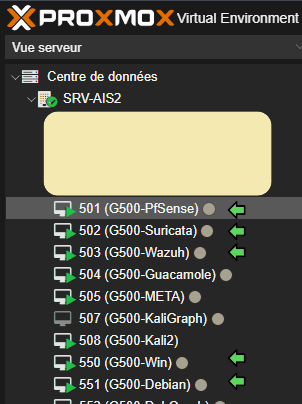 PROXMOX Virtual Environment
Vue serveur
Centre de données
SRV-AIS2
501 (G500-PfSense)
502 (G500-Suricata)
503 (G500-Wazuh)
504 (G500-Guacamole)
505 (G500-META)
507 (G500-KaliGraph)
508 (G500-Kali2)
550 (G500-Win)
551 (G500-Debian)